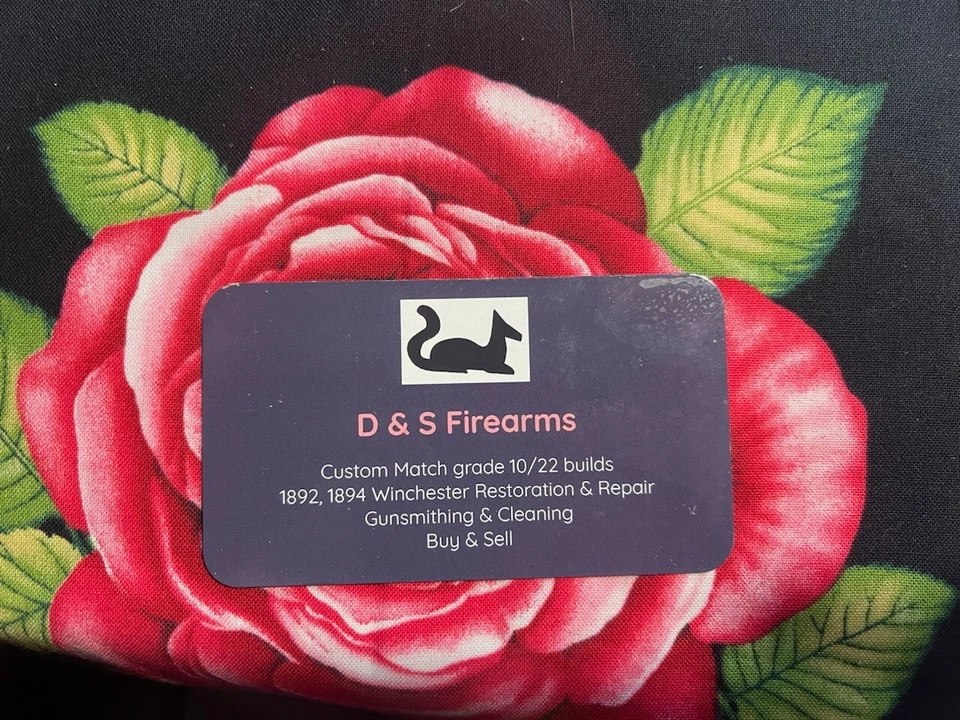 D & S Firearms
Custom Match grade 10/22 builds
1892, 1894 Winchester Restoration & Repair
Gunsmithing & Cleaning
Buy & Sell